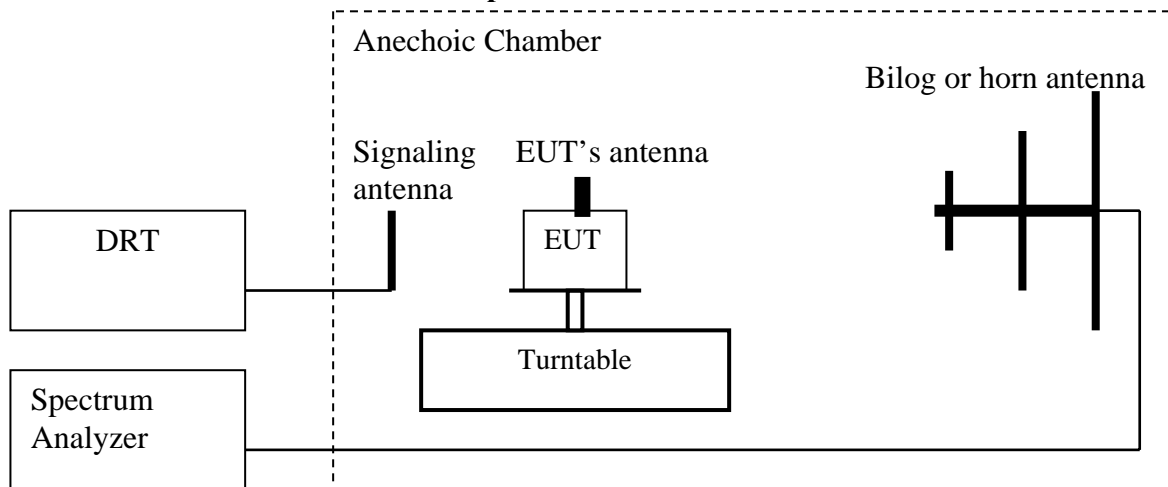 Anechoic Chamber
Bilog or horn antenna
Signaling
antenna
EUT’s antenna
DRT
EUT
Turntable
Spectrum
Analyzer